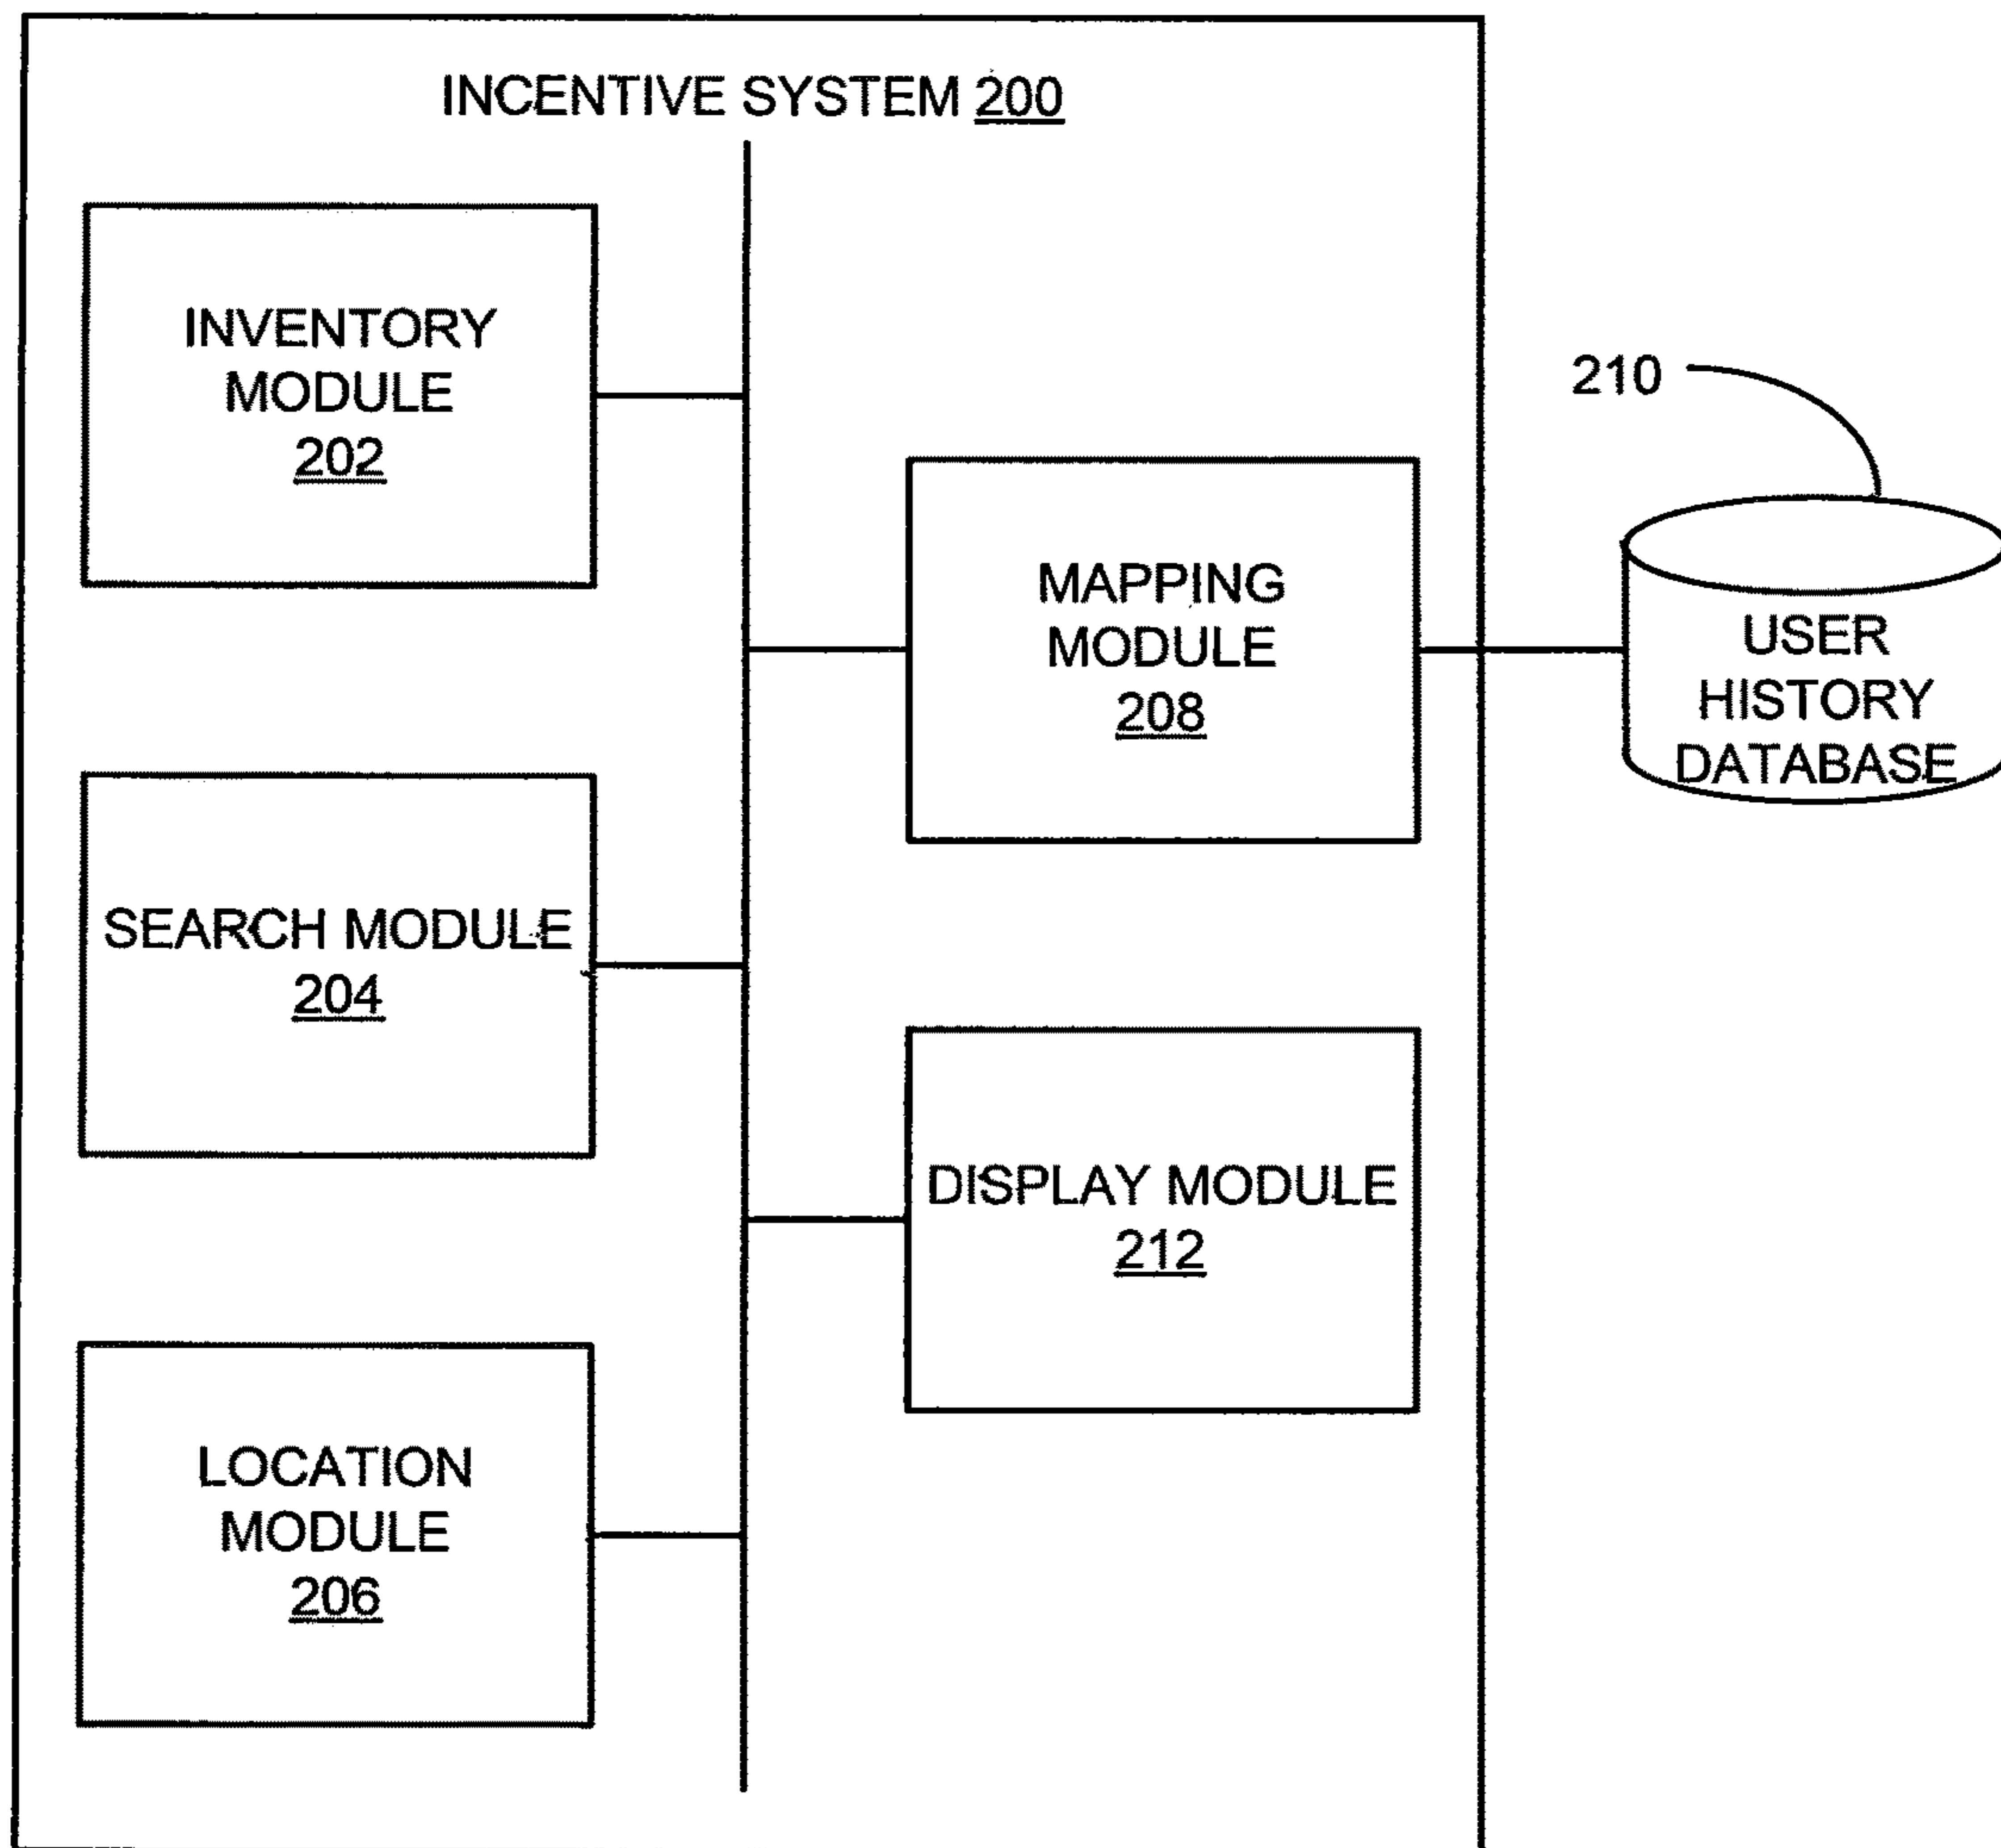 INCENTIVE SYSTEM 200
INVENTORY
MODULE
202
SEARCH MODULE
204
LOCATION
MODULE
206
MAPPING
MODULE
208
DISPLAY MODULE
212
210
USER
HISTORY
DATABASE